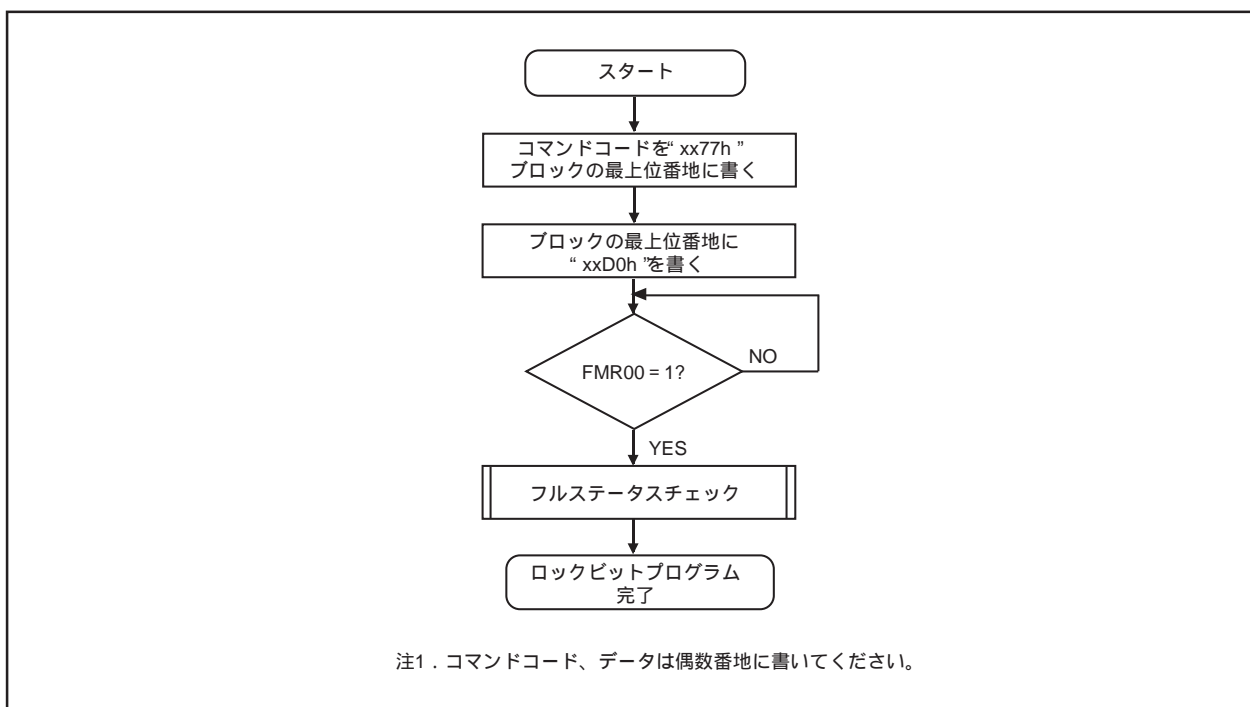 スタート
コマンドコードを“ xx77h ”
ブロックの最上位番地に書く
ブロックの最上位番地に
“ xxD0h ”を書く
FMR00 = 1?
NO
YES
フルステータスチェック
ロックビットプログラム
完了
注1．コマンドコード、データは偶数番地に書いてください。